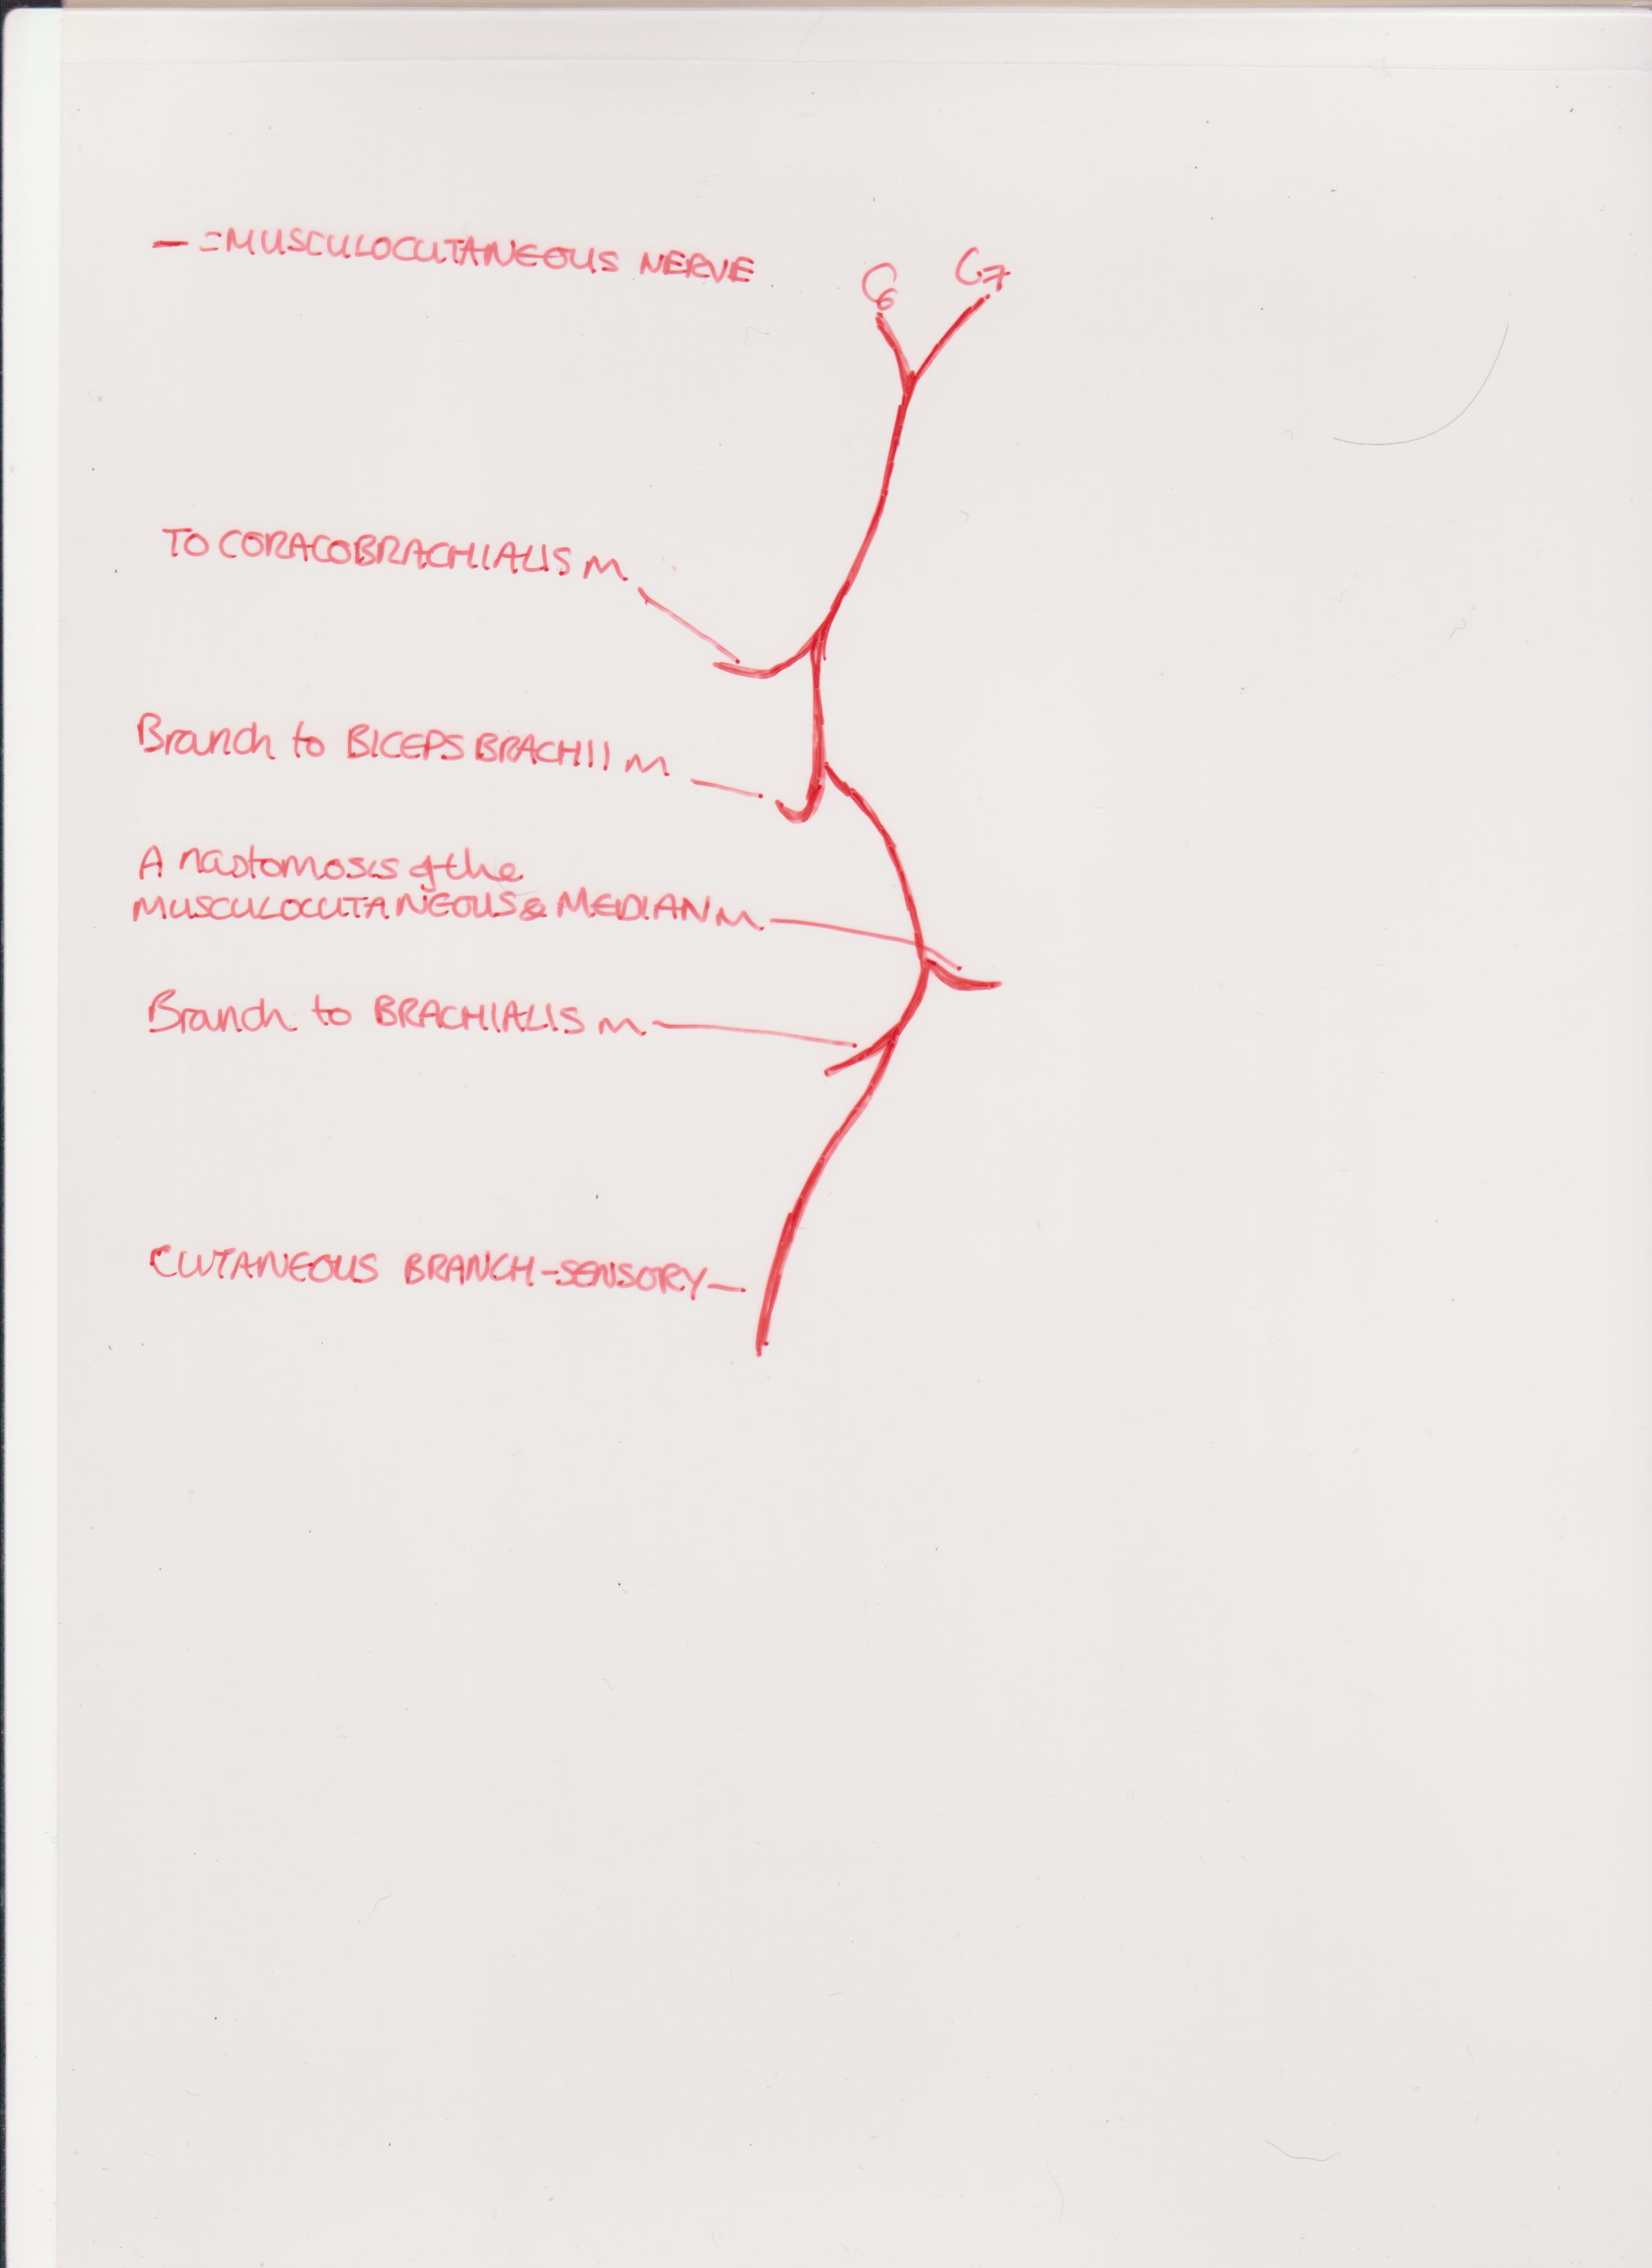 — = MUSCULOCUTANEOUS NERVE
C6 C7
TO CORACOBRACHIALIS M.
Branch to BICEPS BRACHII M
Anastomosis of the
MUSCULOCUTANEOUS & MEDIAN M.
Branch to BRACHIALIS M.
CUTANEOUS BRANCH-SENSORY